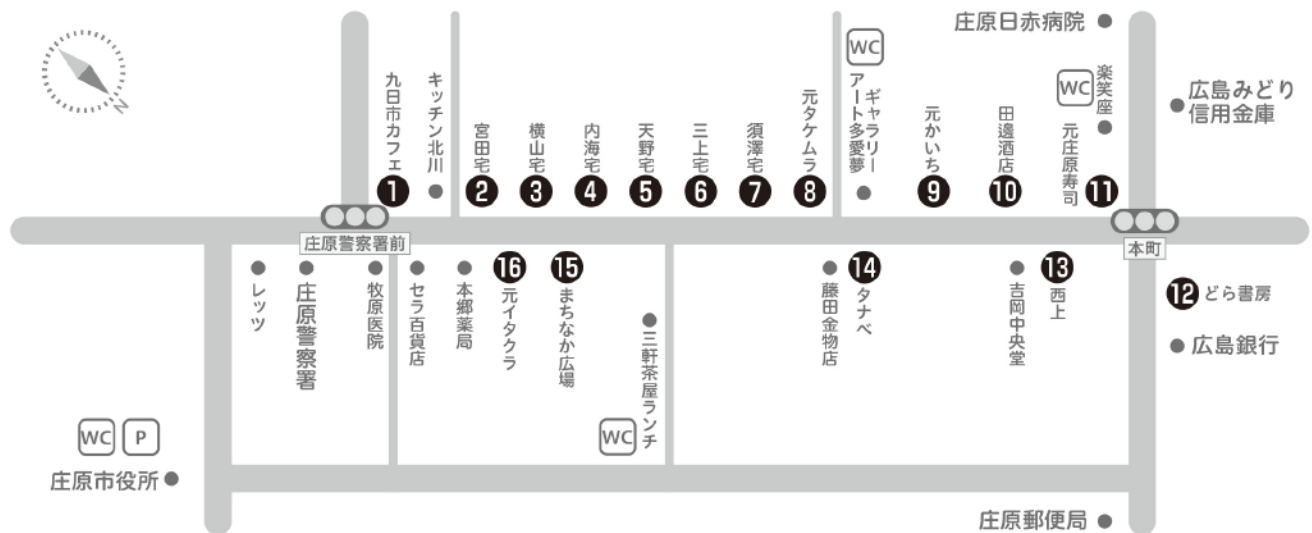 N
庄原日赤病院
WC
WC
楽笑座
広島みどり
信用金庫
九日市カフェ
キッチン北川
宮田宅
横山宅
内海宅
天野宅
三上宅
須澤宅
元タケムラ
ギャラリー
アート多愛夢
元かいち
田邊酒店
元庄原寿司
1
2
3
4
5
6
7
8
9
10
11
庄原警察署前
本町
レッツ
庄原警察署
牧原医院
セラ百貨店
本郷薬局
16
元イタクラ
15
まちなか広場
三軒茶屋ランチ
WC
藤田金物店
14
タナベ
吉岡中央堂
13
西上
12 どら書房
広島銀行
WC P
庄原市役所
庄原郵便局